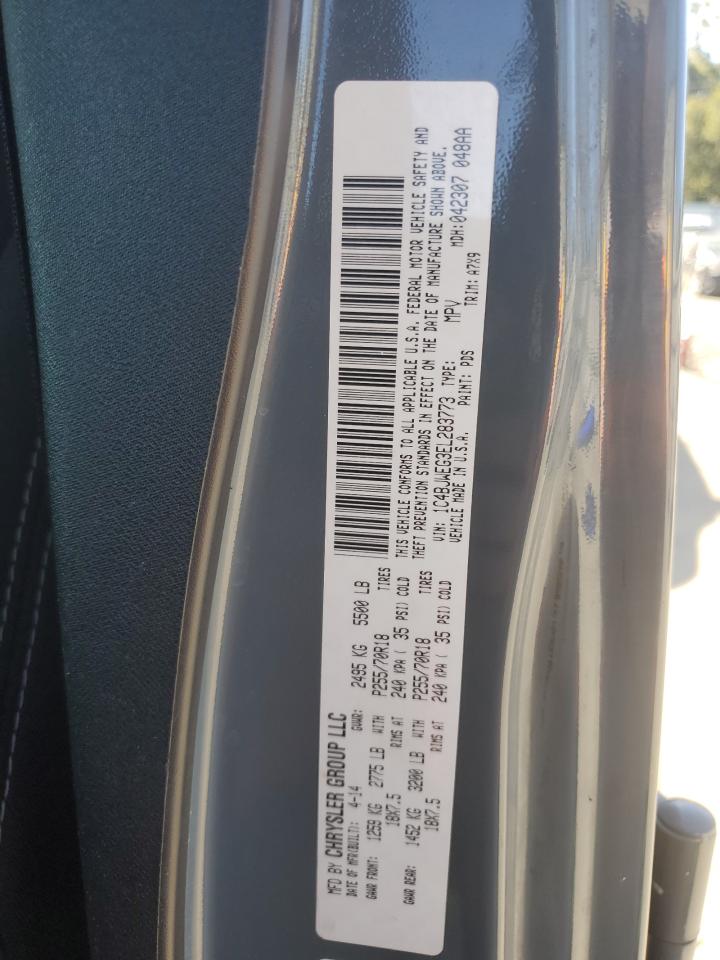 MFD BY CHRYSLER GROUP LLC
DATE OF MFR(BUILT): 4-14 GVWR: 2495 KG 5500 LB
GAWR FRONT: 1259 KG 2775 LB WITH P255/70R18 TIRES
18X7.5 RIMS AT 240 KPA ( 35 PSI) COLD
GAWR REAR: 1452 KG 3200 LB WITH P255/70R18 TIRES
18X7.5 RIMS AT 240 KPA ( 35 PSI) COLD
THIS VEHICLE CONFORMS TO ALL APPLICABLE U.S.A. FEDERAL MOTOR VEHICLE SAFETY AND
THEFT PREVENTION STANDARDS IN EFFECT ON THE DATE OF MANUFACTURE SHOWN ABOVE.
VIN: 1C4BJWEG3EL283773 TYPE: MPV MDH: 042307 048AA
VEHICLE MADE IN U.S.A. PAINT: PDS TRIM: A7X9